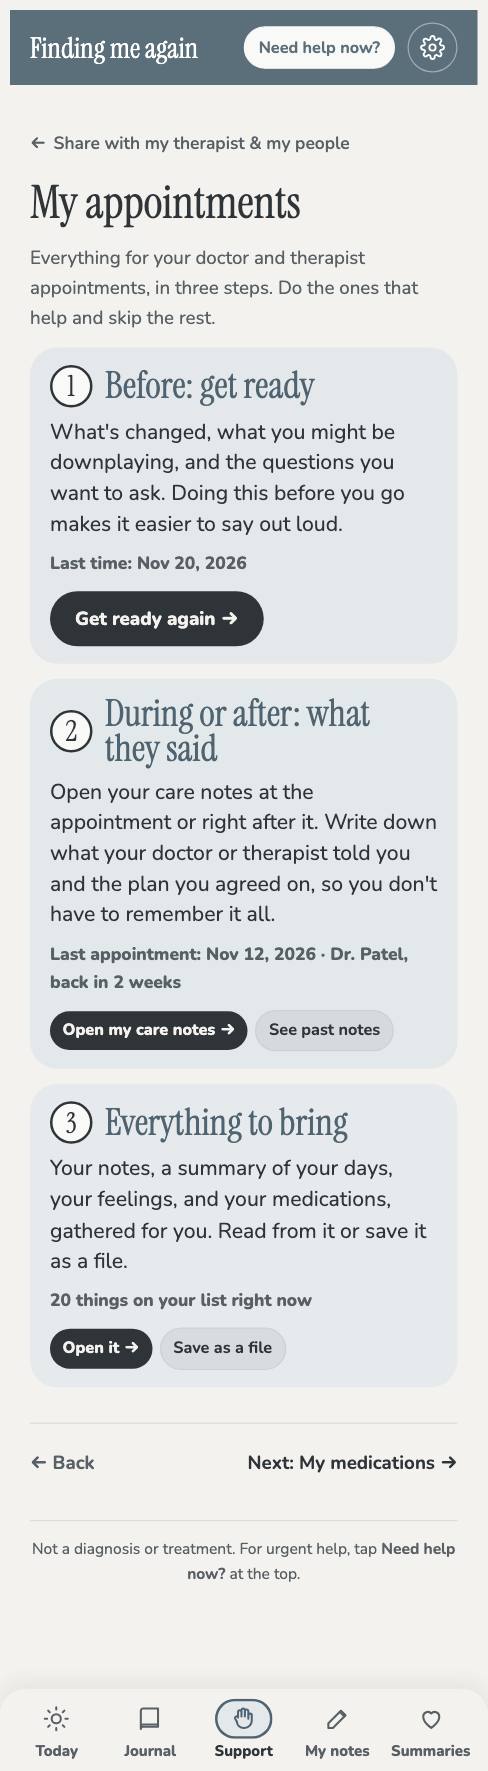 Finding me again
Need help now?
← Share with my therapist & my people
My appointments
Everything for your doctor and therapist
appointments, in three steps. Do the ones that
help and skip the rest.
1 Before: get ready
What's changed, what you might be
downplaying, and the questions you
want to ask. Doing this before you go
makes it easier to say out loud.
Last time: Nov 20, 2026
Get ready again →
2 During or after: what
they said
Open your care notes at the
appointment or right after it. Write down
what your doctor or therapist told you
and the plan you agreed on, so you don't
have to remember it all.
Last appointment: Nov 12, 2026 · Dr. Patel,
back in 2 weeks
Open my care notes →
See past notes
3 Everything to bring
Your notes, a summary of your days,
your feelings, and your medications,
gathered for you. Read from it or save it
as a file.
20 things on your list right now
Open it →
Save as a file
← Back
Next: My medications →
Not a diagnosis or treatment. For urgent help, tap Need help
now? at the top.
Today
Journal
Support
My notes
Summaries